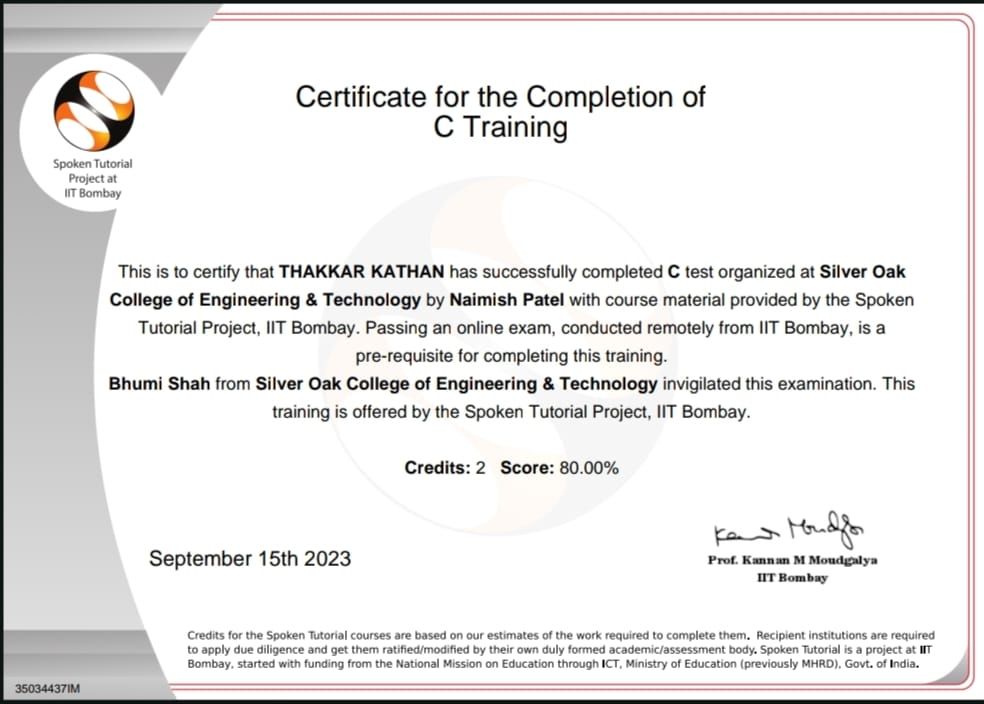 Certificate for the Completion of
C Training
Spoken Tutorial
Project at
IIT Bombay
This is to certify that THAKKAR KATHAN has successfully completed C test organized at Silver Oak
College of Engineering & Technology by Naimish Patel with course material provided by the Spoken
Tutorial Project, IIT Bombay. Passing an online exam, conducted remotely from IIT Bombay, is a
pre-requisite for completing this training.
Bhumi Shah from Silver Oak College of Engineering & Technology invigilated this examination. This
training is offered by the Spoken Tutorial Project, IIT Bombay.
Credits: 2 Score: 80.00%
September 15th 2023
Kannan Moudgalya
Prof. Kannan M Moudgalya
IIT Bombay
Credits for the Spoken Tutorial courses are based on our estimates of the work required to complete them. Recipient institutions are required
to apply due diligence and get them ratified/modified by their own duly formed academic/assessment body. Spoken Tutorial is a project at IIT
Bombay, started with funding from the National Mission on Education through ICT, Ministry of Education (previously MHRD), Govt. of India.
35034437IM